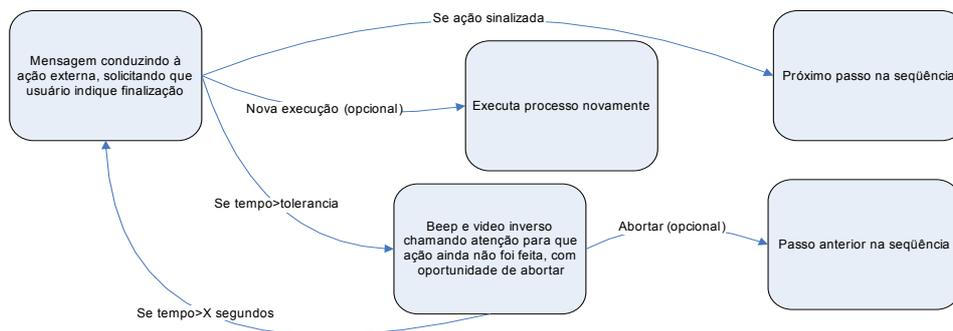 Se ação sinalizada
Mensagem conduzindo à
ação externa, solicitando que
usuário indique finalização
Próximo passo na seqüência
Nova execução (opcional)
Executa processo novamente
Se tempo>tolerancia
Beep e video inverso
chamando atenção para que
ação ainda não foi feita, com
oportunidade de abortar
Abortar (opcional)
Passo anterior na seqüência
Se tempo>X segundos